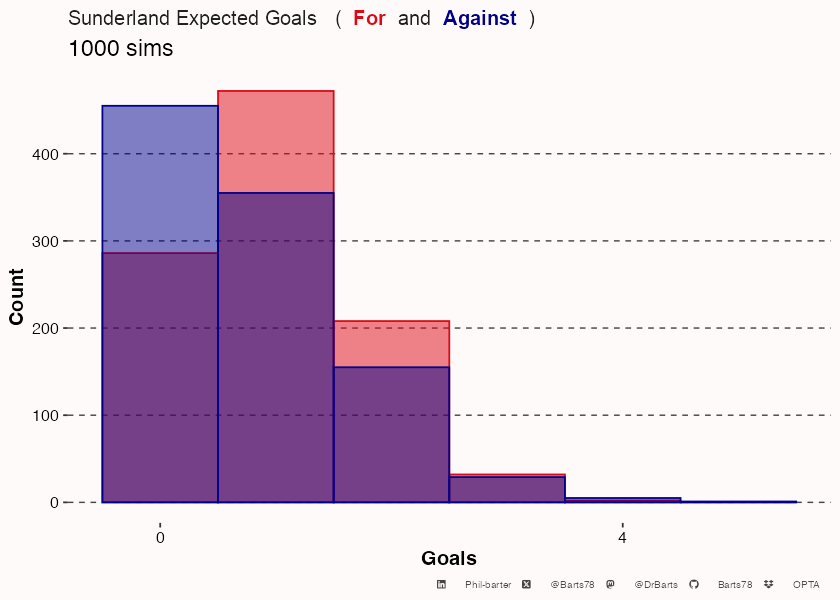 Sunderland Expected Goals ( For and Against )
1000 sims
Count
400
300
200
100
0
0 4
Goals
Phil-barter @Barts78 @DrBarts Barts78 OPTA